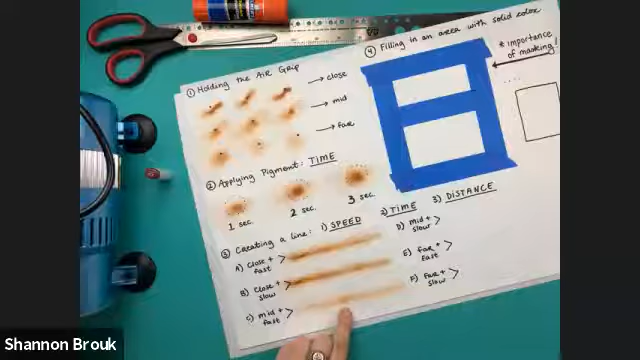 ① Holding the Air Grip
→ close
→ mid
→ far
② Applying Pigment: TIME
1 sec.
2 sec.
3 sec.
③ Creating a line: 1) SPEED 2) TIME 3) DISTANCE
A) Close + fast >
B) Close + slow >
C) mid + fast >
D) Mid + slow >
E) Far + Fast >
F) Far + slow >
④ Filling in an area with solid color
* importance of masking!
Shannon Brouk